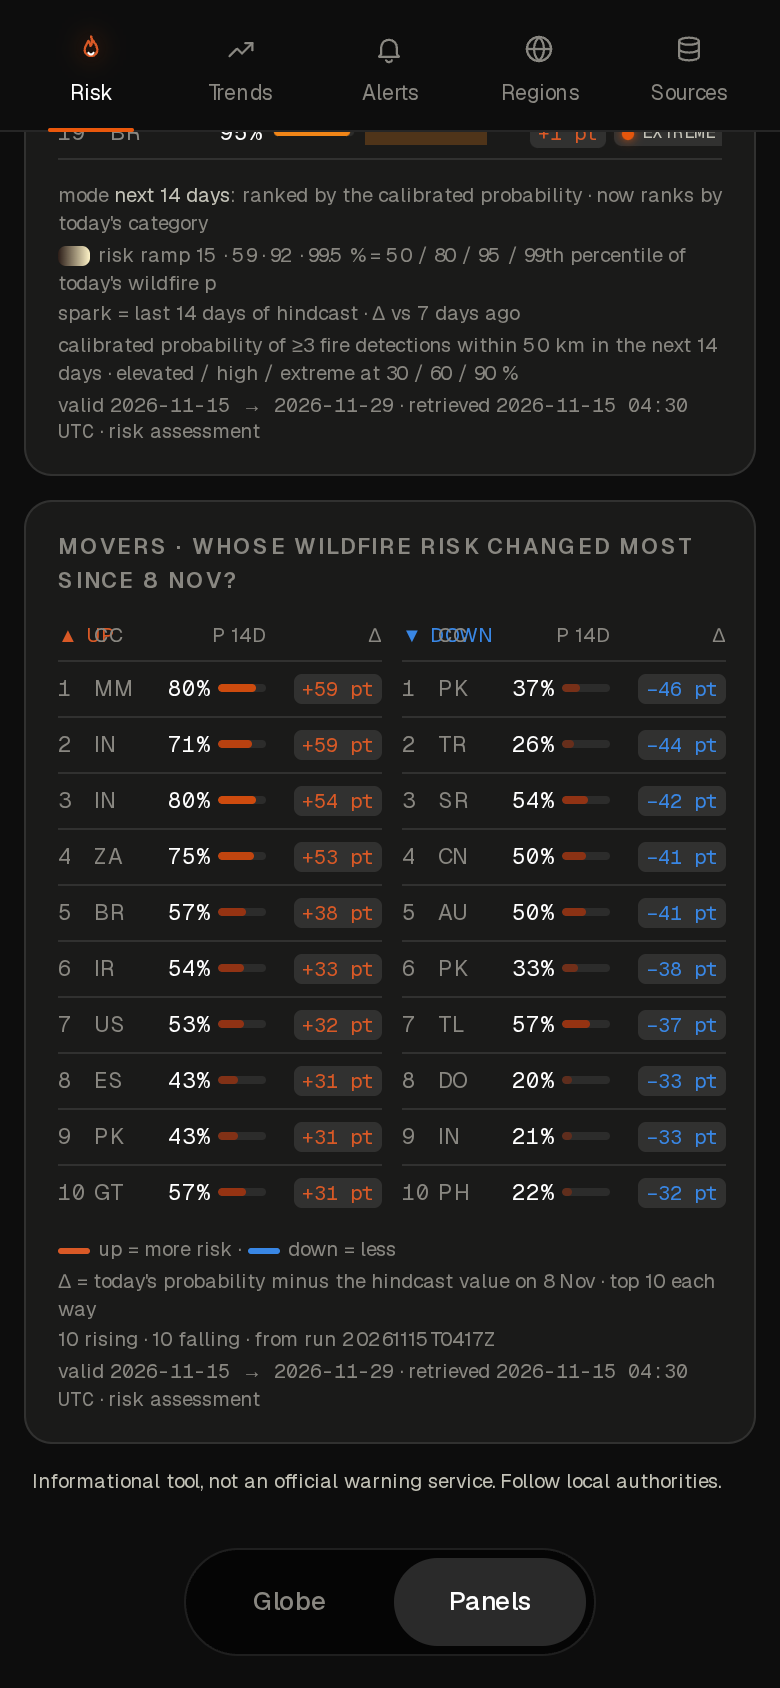 Risk Trends Alerts Regions Sources
19 BR 95% +1 pt EXTREME
mode next 14 days: ranked by the calibrated probability · now ranks by
today's category
risk ramp 15 · 59 · 92 · 99.5 % = 50 / 80 / 95 / 99th percentile of
today's wildfire p
spark = last 14 days of hindcast · Δ vs 7 days ago
calibrated probability of ≥3 fire detections within 50 km in the next 14
days · elevated / high / extreme at 30 / 60 / 90 %
valid 2026-11-15 → 2026-11-29 · retrieved 2026-11-15 04:30
UTC · risk assessment
MOVERS · WHOSE WILDFIRE RISK CHANGED MOST
SINCE 8 NOV?
▲ UP CC P 14D Δ ▼ DOWN CC P 14D Δ
1 MM 80% +59 pt 1 PK 37% −46 pt
2 IN 71% +59 pt 2 TR 26% −44 pt
3 IN 80% +54 pt 3 SR 54% −42 pt
4 ZA 75% +53 pt 4 CN 50% −41 pt
5 BR 57% +38 pt 5 AU 50% −41 pt
6 IR 54% +33 pt 6 PK 33% −38 pt
7 US 53% +32 pt 7 TL 57% −37 pt
8 ES 43% +31 pt 8 DO 20% −33 pt
9 PK 43% +31 pt 9 IN 21% −33 pt
10 GT 57% +31 pt 10 PH 22% −32 pt
up = more risk · down = less
Δ = today's probability minus the hindcast value on 8 Nov · top 10 each
way
10 rising · 10 falling · from run 20261115T0417Z
valid 2026-11-15 → 2026-11-29 · retrieved 2026-11-15 04:30
UTC · risk assessment
Informational tool, not an official warning service. Follow local authorities.
Globe Panels